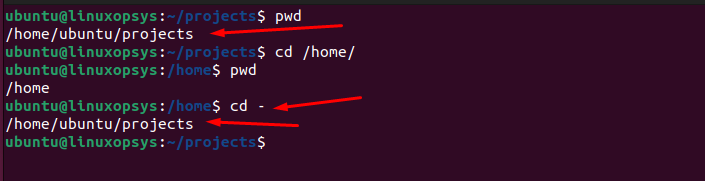 ubuntu@linuxopsys:~/projects$ pwd
/home/ubuntu/projects
ubuntu@linuxopsys:~/projects$ cd /home/
ubuntu@linuxopsys:/home$ pwd
/home
ubuntu@linuxopsys:/home$ cd -
/home/ubuntu/projects
ubuntu@linuxopsys:~/projects$